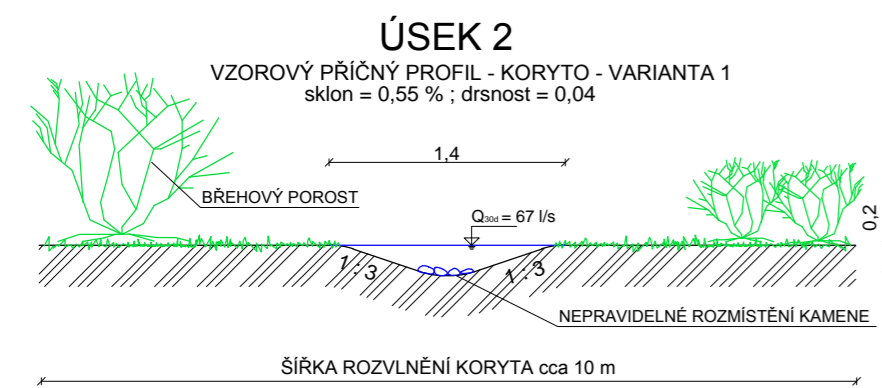 ÚSEK 2
VZOROVÝ PŘÍČNÝ PROFIL - KORYTO - VARIANTA 1
sklon = 0,55 % ; drsnost = 0,04
1,4
BŘEHOVÝ POROST
Q30d = 67 l/s
0,2
1 : 3
1 : 3
NEPRAVIDELNÉ ROZMÍSTĚNÍ KAMENE
ŠÍŘKA ROZVLNĚNÍ KORYTA cca 10 m